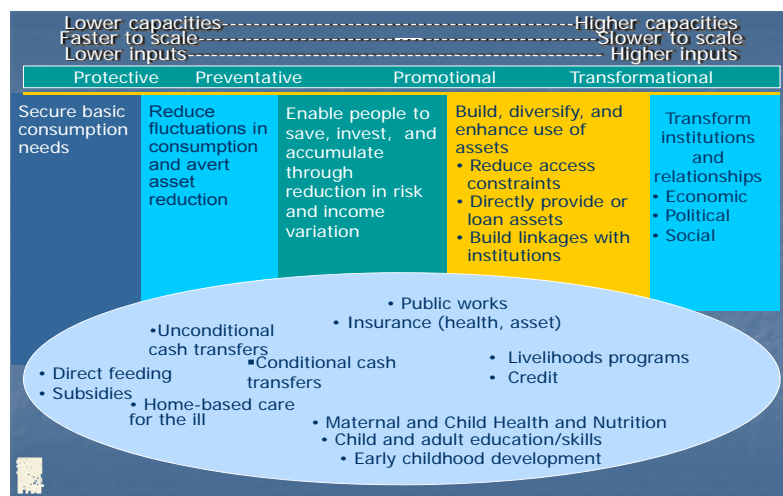 Lower capacities-----------------------------------------Higher capacities
Faster to scale--------------------------------------------Slower to scale
Lower inputs-----------------------------------------------Higher inputs
Protective Preventative Promotional Transformational
Secure basic
consumption
needs
Reduce
fluctuations in
consumption
and avert
asset
reduction
Enable people to
save, invest, and
accumulate
through
reduction in risk
and income
variation
Build, diversify, and
enhance use of
assets
• Reduce access
constraints
• Directly provide or
loan assets
• Build linkages with
institutions
Transform
institutions
and
relationships
• Economic
• Political
• Social
• Public works
• Insurance (health, asset)
•Unconditional
cash transfers
▪Conditional cash
transfers
• Livelihoods programs
• Credit
• Direct feeding
• Subsidies
• Home-based care
for the ill
• Maternal and Child Health and Nutrition
• Child and adult education/skills
• Early childhood development